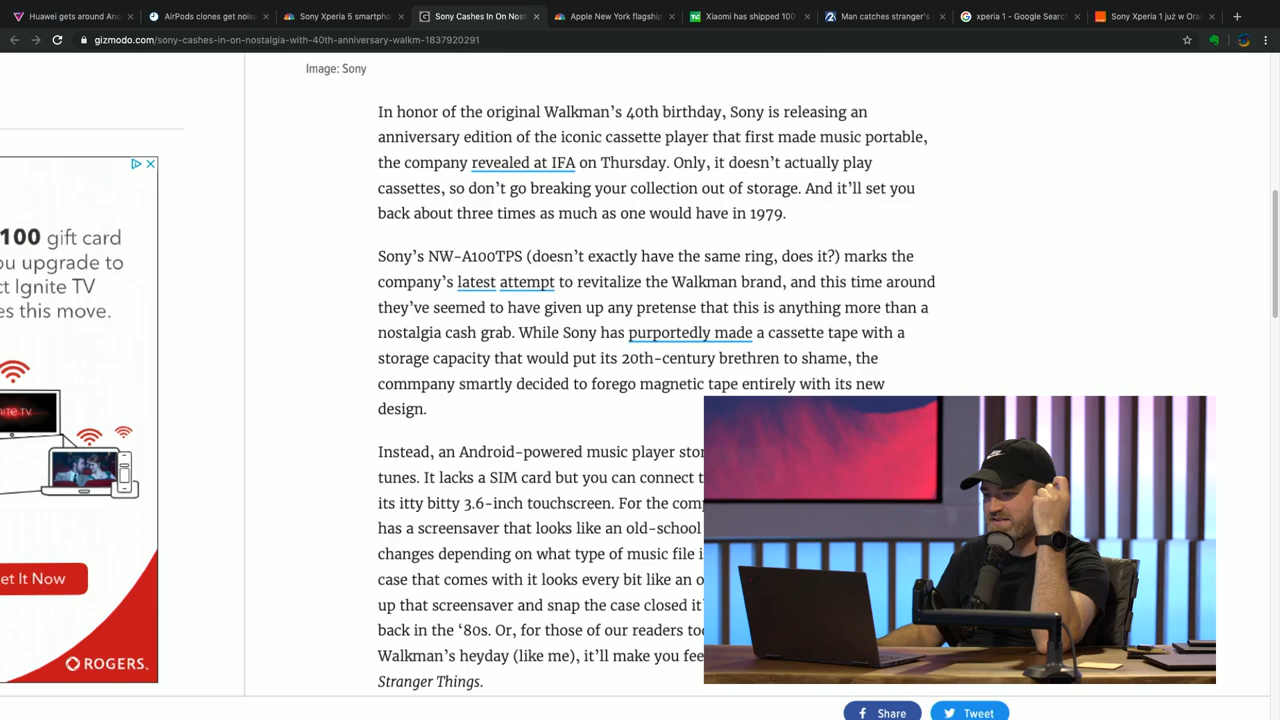 Huawei gets around And
AirPods clones get noise
Sony Xperia 5 smartpho
Sony Cashes In On Nost
Apple New York flagship
Xiaomi has shipped 100
Man catches stranger's
xperia 1 - Google Search
Sony Xperia 1 już w Ora
gizmodo.com/sony-cashes-in-on-nostalgia-with-40th-anniversary-walkm-1837920291
Image: Sony
In honor of the original Walkman's 40th birthday, Sony is releasing an
anniversary edition of the iconic cassette player that first made music portable,
the company revealed at IFA on Thursday. Only, it doesn't actually play
cassettes, so don't go breaking your collection out of storage. And it'll set you
back about three times as much as one would have in 1979.
Sony's NW-A100TPS (doesn't exactly have the same ring, does it?) marks the
company's latest attempt to revitalize the Walkman brand, and this time around
they've seemed to have given up any pretense that this is anything more than a
nostalgia cash grab. While Sony has purportedly made a cassette tape with a
storage capacity that would put its 20th-century brethren to shame, the
commpany smartly decided to forego magnetic tape entirely with its new
design.
Instead, an Android-powered music player stor
tunes. It lacks a SIM card but you can connect t
its itty bitty 3.6-inch touchscreen. For the comp
has a screensaver that looks like an old-school
changes depending on what type of music file i
case that comes with it looks every bit like an o
up that screensaver and snap the case closed it'
back in the '80s. Or, for those of our readers too
Walkman's heyday (like me), it'll make you fee
Stranger Things.
100 gift card
ou upgrade to
ct Ignite TV
es this move.
nite TV
et It Now
ROGERS.
Share
Tweet